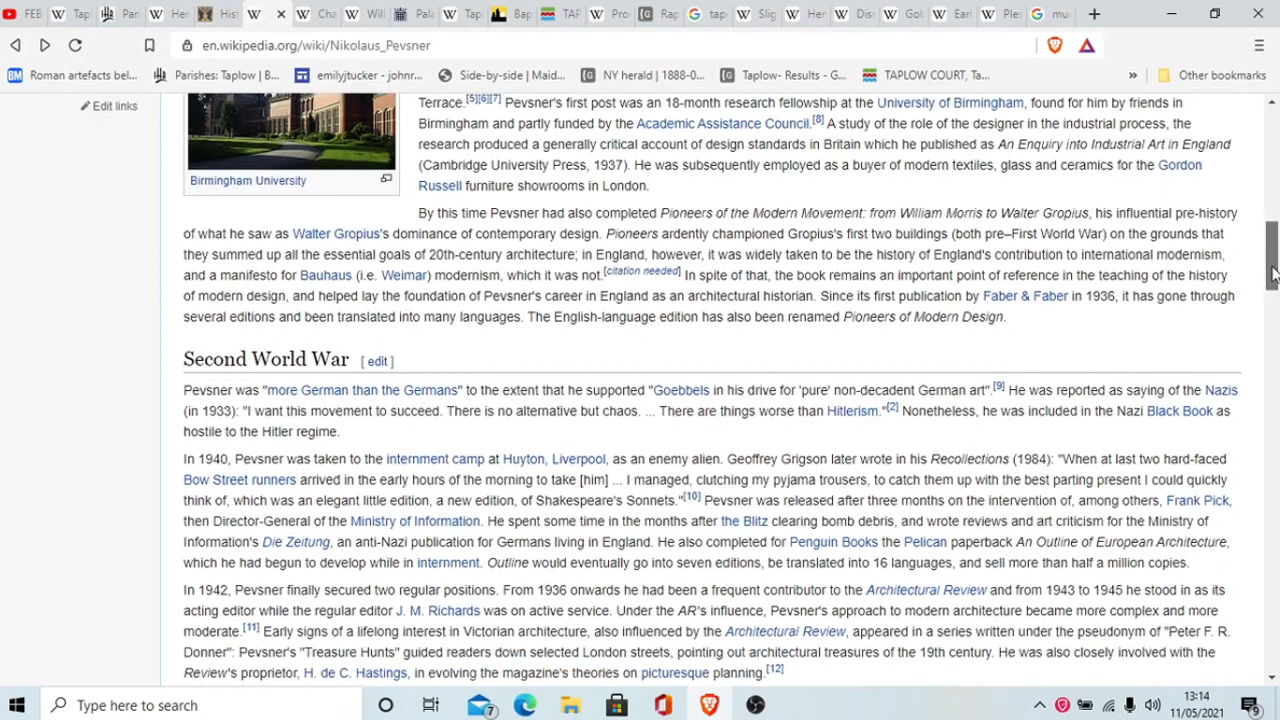 FEB
Tap
Par
Her
His
Cha
Will
Pala
Tap
Bap
TAP
Pro
Rap
tap
Slig
Her
Dis
Gol
Earl
Ples
mu
en.wikipedia.org/wiki/Nikolaus_Pevsner
Roman artefacts bel...
Parishes: Taplow | B...
emilyjtucker - johnr...
Side-by-side | Maid...
NY herald | 1888-0...
Taplow- Results - G...
TAPLOW COURT, Ta...
»
Other bookmarks
Edit links
Birmingham University
Terrace.[5][6][7] Pevsner's first post was an 18-month research fellowship at the University of Birmingham, found for him by friends in
Birmingham and partly funded by the Academic Assistance Council.[8] A study of the role of the designer in the industrial process, the
research produced a generally critical account of design standards in Britain which he published as An Enquiry into Industrial Art in England
(Cambridge University Press, 1937). He was subsequently employed as a buyer of modern textiles, glass and ceramics for the Gordon
Russell furniture showrooms in London.
By this time Pevsner had also completed Pioneers of the Modern Movement: from William Morris to Walter Gropius, his influential pre-history
of what he saw as Walter Gropius's dominance of contemporary design. Pioneers ardently championed Gropius's first two buildings (both pre–First World War) on the grounds that
they summed up all the essential goals of 20th-century architecture; in England, however, it was widely taken to be the history of England's contribution to international modernism,
and a manifesto for Bauhaus (i.e. Weimar) modernism, which it was not.[citation needed] In spite of that, the book remains an important point of reference in the teaching of the history
of modern design, and helped lay the foundation of Pevsner's career in England as an architectural historian. Since its first publication by Faber & Faber in 1936, it has gone through
several editions and been translated into many languages. The English-language edition has also been renamed Pioneers of Modern Design.
Second World War [ edit ]
Pevsner was "more German than the Germans" to the extent that he supported "Goebbels in his drive for 'pure' non-decadent German art".[9] He was reported as saying of the Nazis
(in 1933): "I want this movement to succeed. There is no alternative but chaos. ... There are things worse than Hitlerism."[2] Nonetheless, he was included in the Nazi Black Book as
hostile to the Hitler regime.
In 1940, Pevsner was taken to the internment camp at Huyton, Liverpool, as an enemy alien. Geoffrey Grigson later wrote in his Recollections (1984): "When at last two hard-faced
Bow Street runners arrived in the early hours of the morning to take [him] ... I managed, clutching my pyjama trousers, to catch them up with the best parting present I could quickly
think of, which was an elegant little edition, a new edition, of Shakespeare's Sonnets."[10] Pevsner was released after three months on the intervention of, among others, Frank Pick,
then Director-General of the Ministry of Information. He spent some time in the months after the Blitz clearing bomb debris, and wrote reviews and art criticism for the Ministry of
Information's Die Zeitung, an anti-Nazi publication for Germans living in England. He also completed for Penguin Books the Pelican paperback An Outline of European Architecture,
which he had begun to develop while in internment. Outline would eventually go into seven editions, be translated into 16 languages, and sell more than half a million copies.
In 1942, Pevsner finally secured two regular positions. From 1936 onwards he had been a frequent contributor to the Architectural Review and from 1943 to 1945 he stood in as its
acting editor while the regular editor J. M. Richards was on active service. Under the AR's influence, Pevsner's approach to modern architecture became more complex and more
moderate.[11] Early signs of a lifelong interest in Victorian architecture, also influenced by the Architectural Review, appeared in a series written under the pseudonym of "Peter F. R.
Donner": Pevsner's "Treasure Hunts" guided readers down selected London streets, pointing out architectural treasures of the 19th century. He was also closely involved with the
Review's proprietor, H. de C. Hastings, in evolving the magazine's theories on picturesque planning.[12]
Type here to search
7
13:14
11/05/2021
9